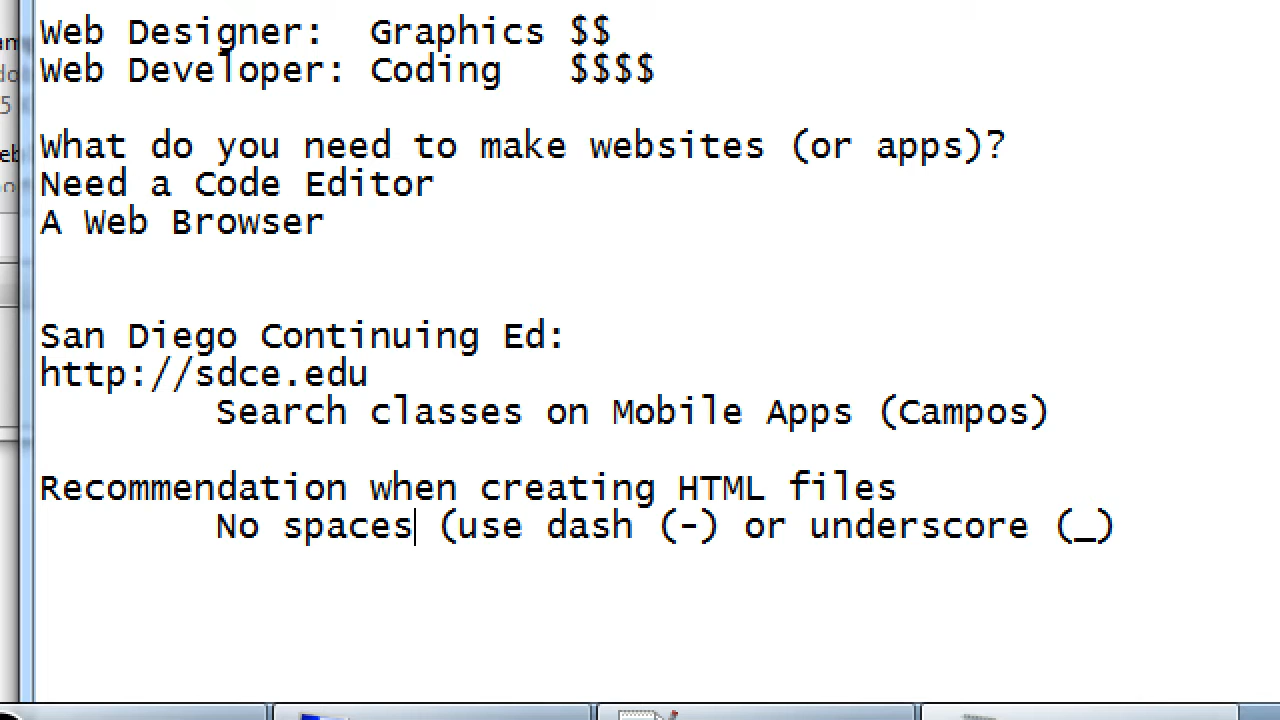 Web Designer:  Graphics $$
Web Developer: Coding   $$$$
What do you need to make websites (or apps)?
Need a Code Editor
A Web Browser
San Diego Continuing Ed:
http://sdce.edu
Search classes on Mobile Apps (Campos)
Recommendation when creating HTML files
No spaces (use dash (-) or underscore (_)